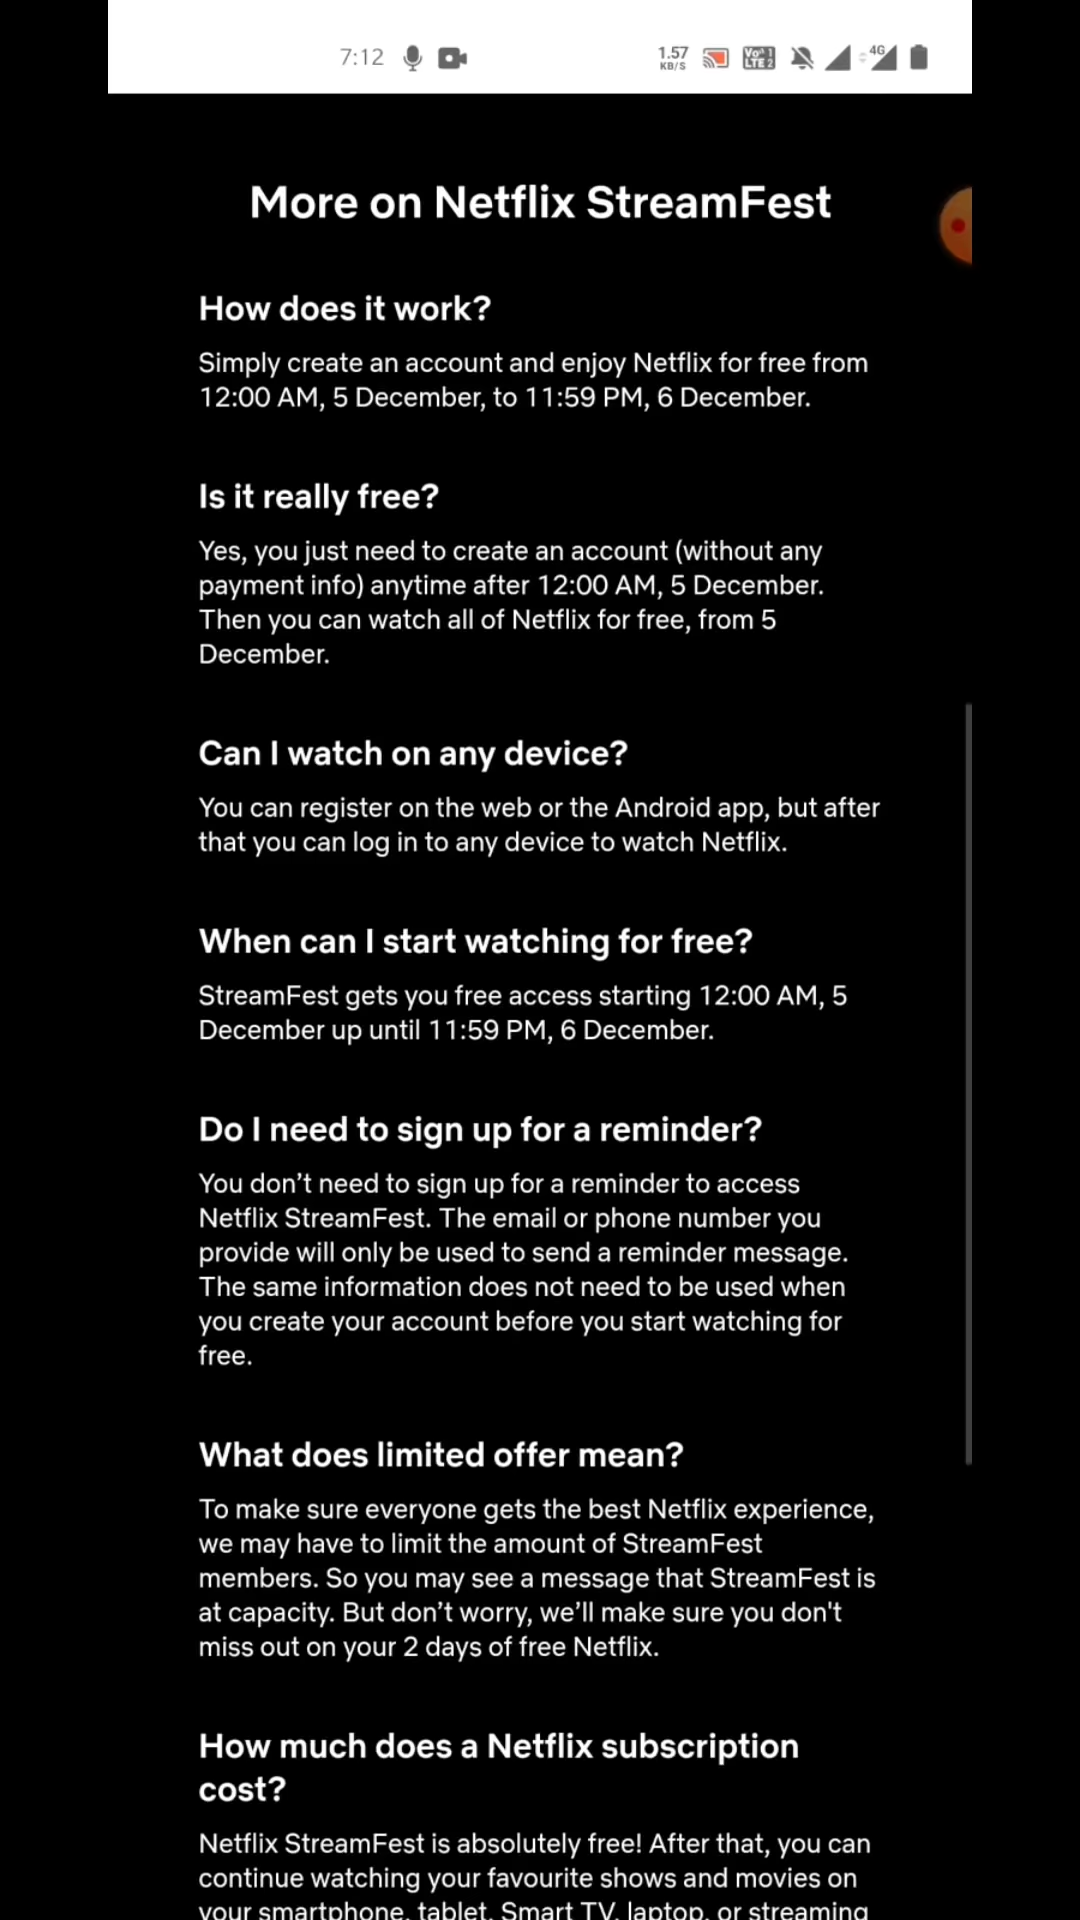 7:12
1.57
KB/S
Vo 1
LTE 2
4G
More on Netflix StreamFest
How does it work?
Simply create an account and enjoy Netflix for free from
12:00 AM, 5 December, to 11:59 PM, 6 December.
Is it really free?
Yes, you just need to create an account (without any
payment info) anytime after 12:00 AM, 5 December.
Then you can watch all of Netflix for free, from 5
December.
Can I watch on any device?
You can register on the web or the Android app, but after
that you can log in to any device to watch Netflix.
When can I start watching for free?
StreamFest gets you free access starting 12:00 AM, 5
December up until 11:59 PM, 6 December.
Do I need to sign up for a reminder?
You don’t need to sign up for a reminder to access
Netflix StreamFest. The email or phone number you
provide will only be used to send a reminder message.
The same information does not need to be used when
you create your account before you start watching for
free.
What does limited offer mean?
To make sure everyone gets the best Netflix experience,
we may have to limit the amount of StreamFest
members. So you may see a message that StreamFest is
at capacity. But don’t worry, we’ll make sure you don't
miss out on your 2 days of free Netflix.
How much does a Netflix subscription
cost?
Netflix StreamFest is absolutely free! After that, you can
continue watching your favourite shows and movies on
your smartphone, tablet, Smart TV, laptop, or streaming